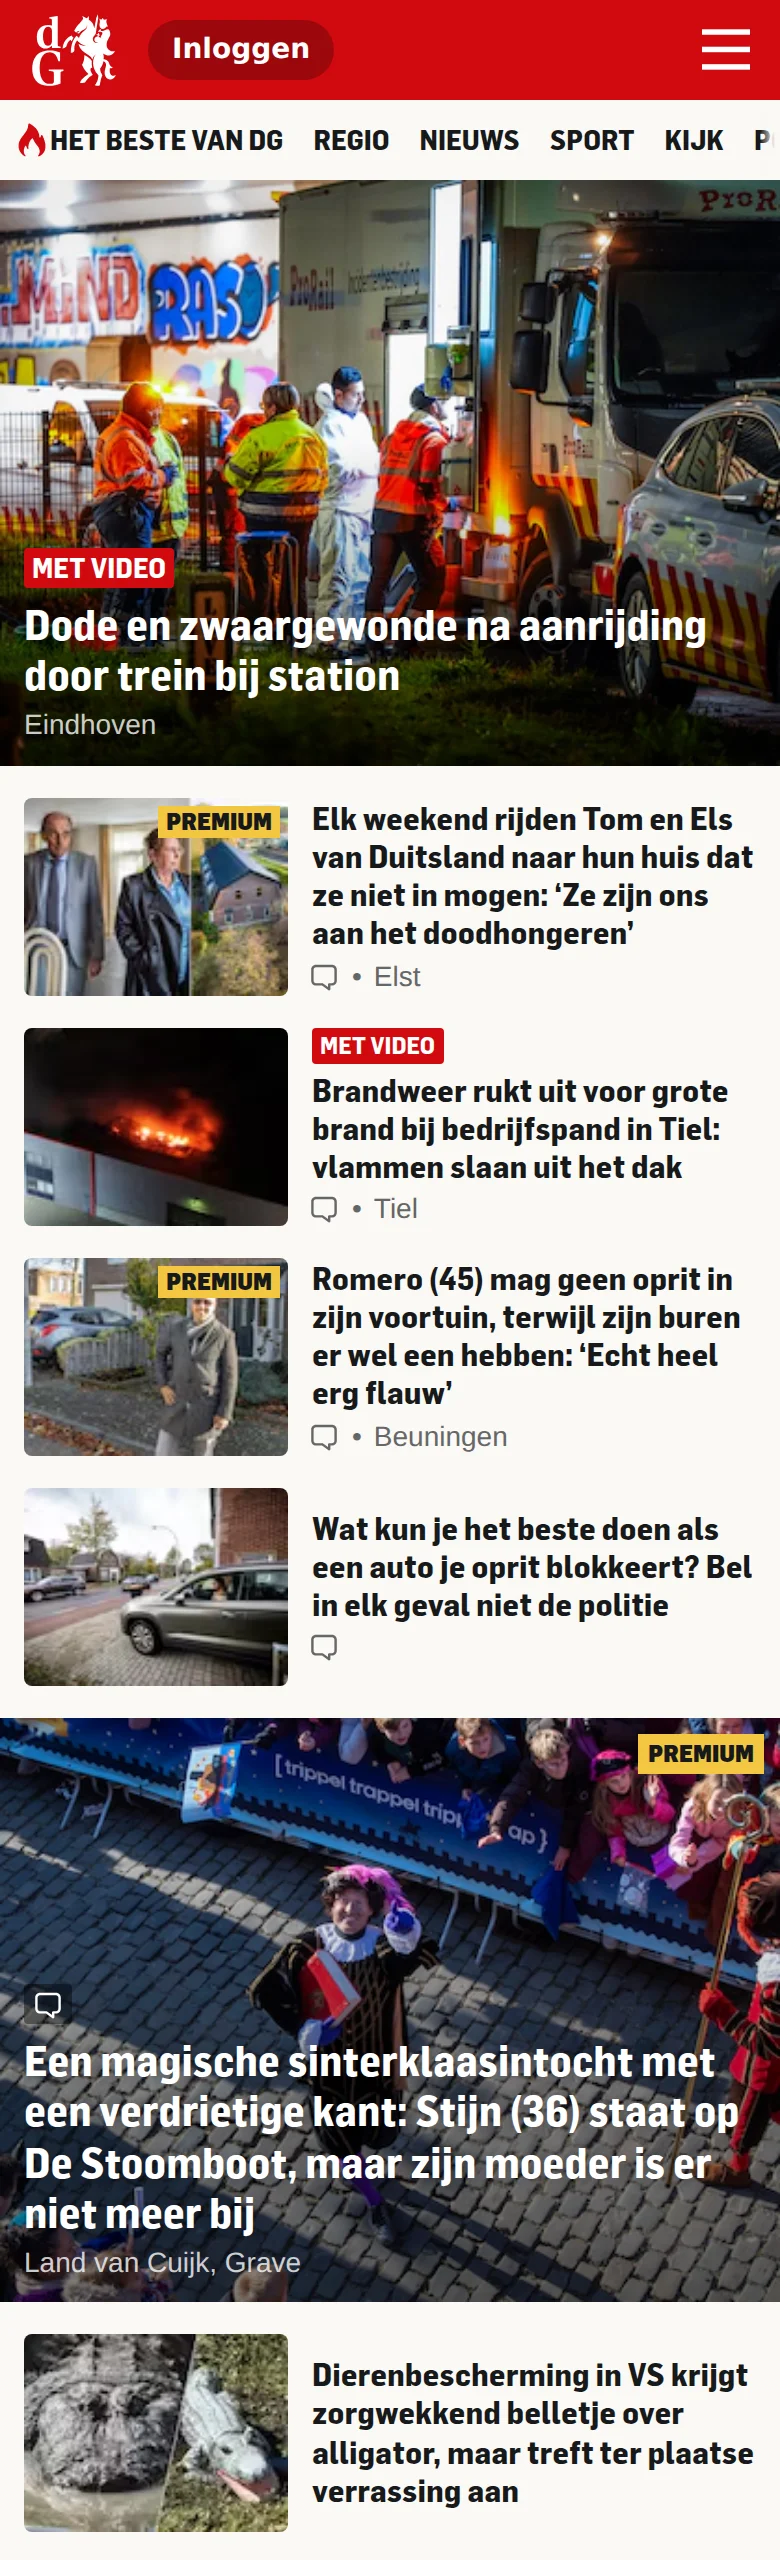 dG
Inloggen
HET BESTE VAN DG REGIO NIEUWS SPORT KIJK
ProRail
MIND RASO
ProRail Incidentenbestrijding
MET VIDEO
Dode en zwaargewonde na aanrijding
door trein bij station
Eindhoven
PREMIUM
Elk weekend rijden Tom en Els
van Duitsland naar hun huis dat
ze niet in mogen: ‘Ze zijn ons
aan het doodhongeren’
• Elst
MET VIDEO
Brandweer rukt uit voor grote
brand bij bedrijfspand in Tiel:
vlammen slaan uit het dak
• Tiel
PREMIUM
Romero (45) mag geen oprit in
zijn voortuin, terwijl zijn buren
er wel een hebben: ‘Echt heel
erg flauw’
• Beuningen
Wat kun je het beste doen als
een auto je oprit blokkeert? Bel
in elk geval niet de politie
PREMIUM
[ trippel trappel trip ap }
Een magische sinterklaasintocht met
een verdrietige kant: Stijn (36) staat op
De Stoomboot, maar zijn moeder is er
niet meer bij
Land van Cuijk, Grave
Dierenbescherming in VS krijgt
zorgwekkend belletje over
alligator, maar treft ter plaatse
verrassing aan